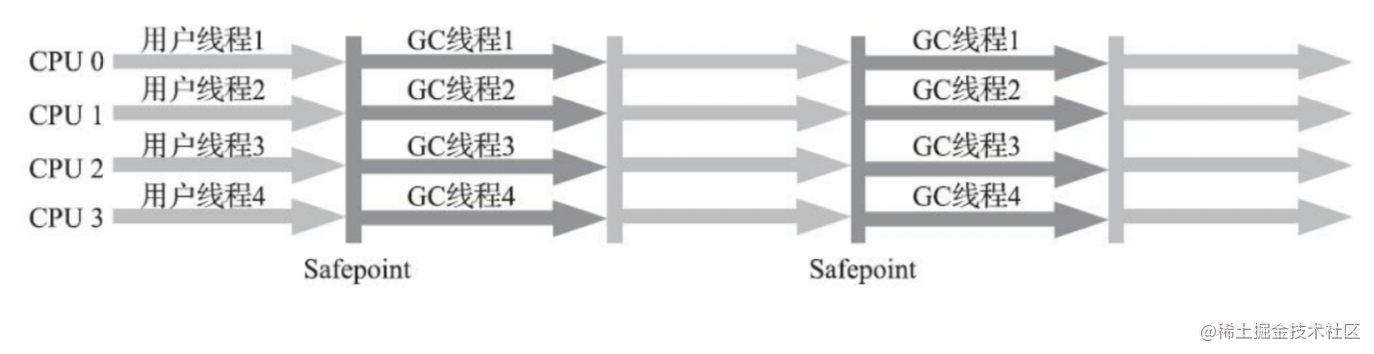 用户线程1 GC线程1 GC线程1
CPU 0
用户线程2 GC线程2 GC线程2
CPU 1
用户线程3 GC线程3 GC线程3
CPU 2
用户线程4 GC线程4 GC线程4
CPU 3
Safepoint Safepoint
@稀土掘金技术社区